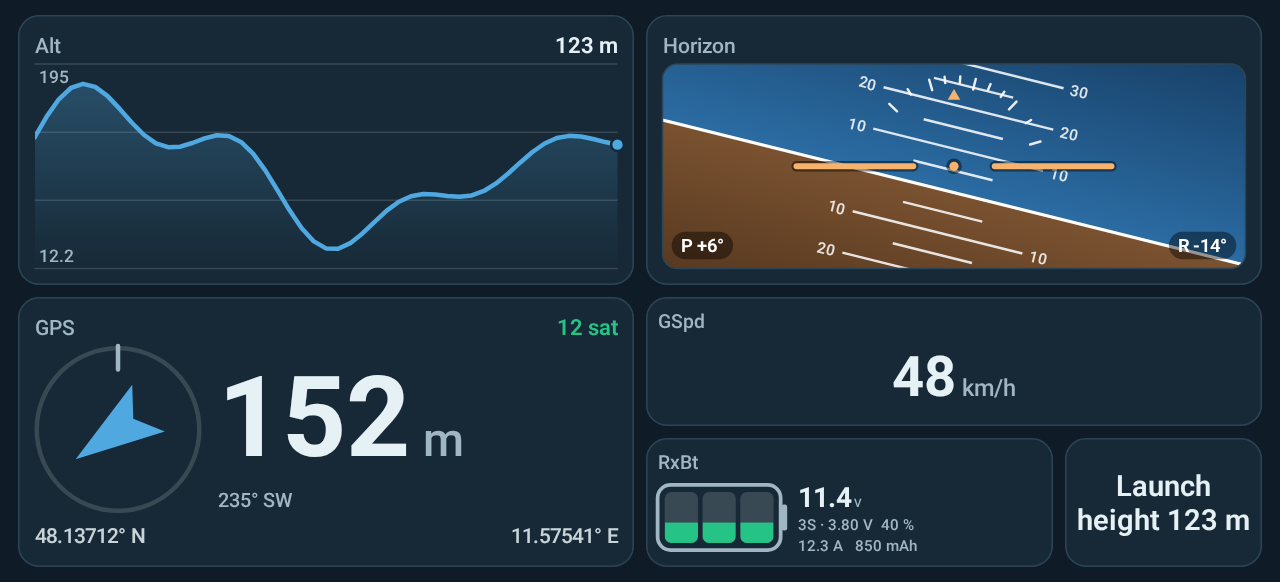 Alt
123 m
195
12.2
Horizon
20
30
10
20
10
10
20
10
P +6°
R -14°
GPS
12 sat
152 m
235° SW
48.13712° N
11.57541° E
GSpd
48 km/h
RxBt
11.4v
3S · 3.80 V 40 %
12.3 A 850 mAh
Launch
height 123 m